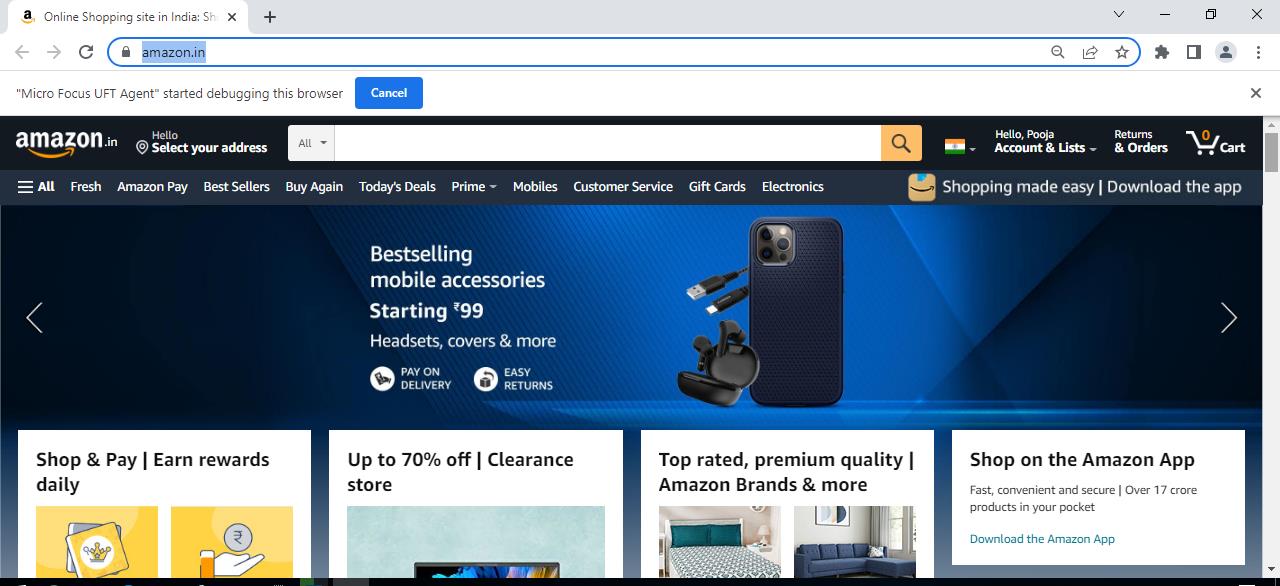 Online Shopping site in India: Sh
amazon.in
"Micro Focus UFT Agent" started debugging this browser
Cancel
amazon.in
Hello
Select your address
All
Hello, Pooja
Account & Lists
Returns
& Orders
0
Cart
All
Fresh
Amazon Pay
Best Sellers
Buy Again
Today's Deals
Prime
Mobiles
Customer Service
Gift Cards
Electronics
Shopping made easy | Download the app
Bestselling
mobile accessories
Starting ₹99
Headsets, covers & more
PAY ON
DELIVERY
EASY
RETURNS
Shop & Pay | Earn rewards
daily
₹
Up to 70% off | Clearance
store
Top rated, premium quality |
Amazon Brands & more
Shop on the Amazon App
Fast, convenient and secure | Over 17 crore
products in your pocket
Download the Amazon App